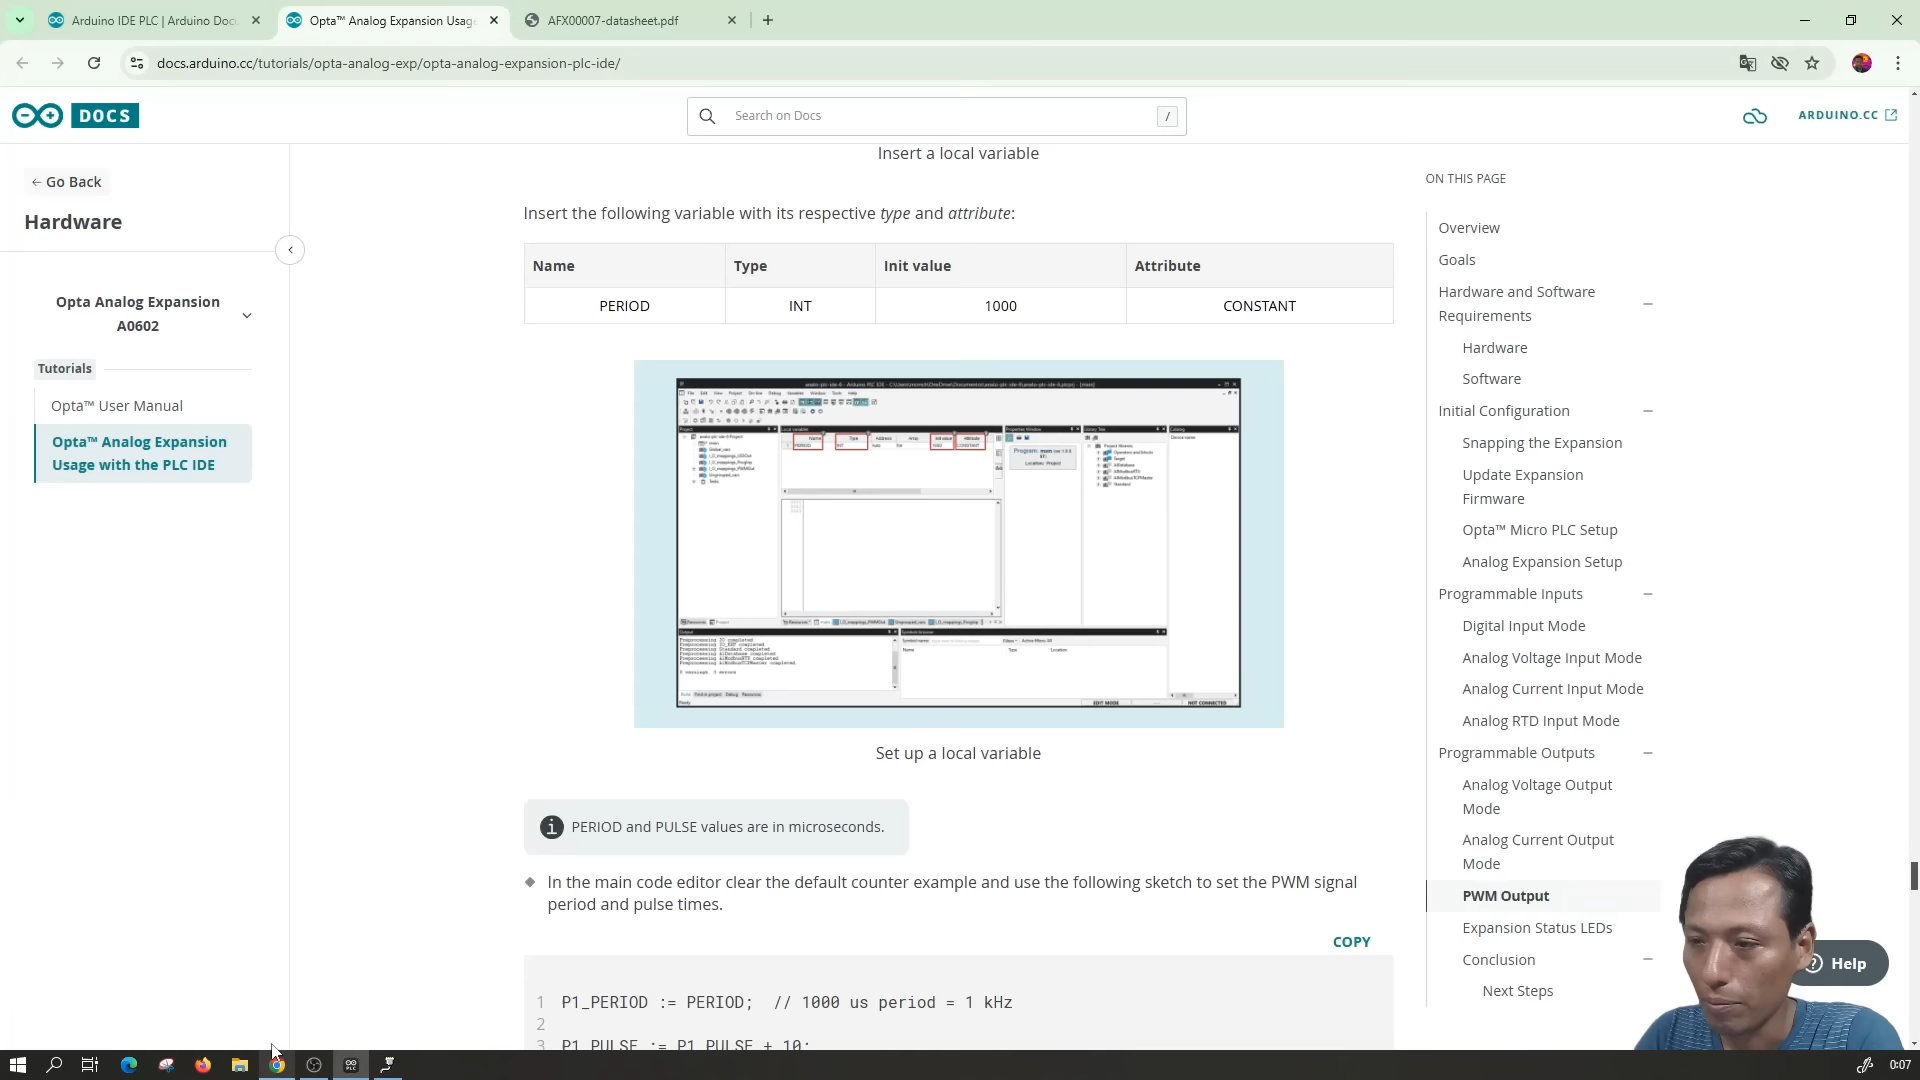 Arduino IDE PLC | Arduino Doc
Opta™ Analog Expansion Usage
AFX00007-datasheet.pdf
docs.arduino.cc/tutorials/opta-analog-exp/opta-analog-expansion-plc-ide/
DOCS
Search on Docs
/
ARDUINO.CC
Go Back
Hardware
Opta Analog Expansion
A0602
Tutorials
Opta™ User Manual
Opta™ Analog Expansion
Usage with the PLC IDE
Insert a local variable
Insert the following variable with its respective type and attribute:
Name Type Init value Attribute
PERIOD INT 1000 CONSTANT
Set up a local variable
PERIOD and PULSE values are in microseconds.
In the main code editor clear the default counter example and use the following sketch to set the PWM signal
period and pulse times.
COPY
1 P1_PERIOD := PERIOD; // 1000 us period = 1 kHz
2
3 P1_PULSE := P1_PULSE + 10;
ON THIS PAGE
Overview
Goals
Hardware and Software
Requirements
Hardware
Software
Initial Configuration
Snapping the Expansion
Update Expansion
Firmware
Opta™ Micro PLC Setup
Analog Expansion Setup
Programmable Inputs
Digital Input Mode
Analog Voltage Input Mode
Analog Current Input Mode
Analog RTD Input Mode
Programmable Outputs
Analog Voltage Output
Mode
Analog Current Output
Mode
PWM Output
Expansion Status LEDs
Conclusion
Next Steps
Help
0:07